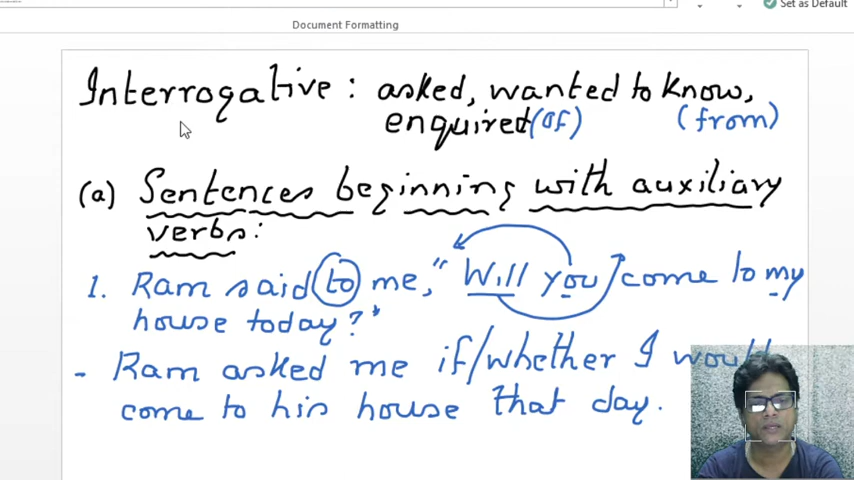 Set as Default
Document Formatting
Interrogative : asked, wanted to know,
enquired (of) (from)
(a) Sentences beginning with auxiliary
verbs:
1. Ram said to me, "Will you come to my
house today?"
- Ram asked me if/whether I would
come to his house that day.